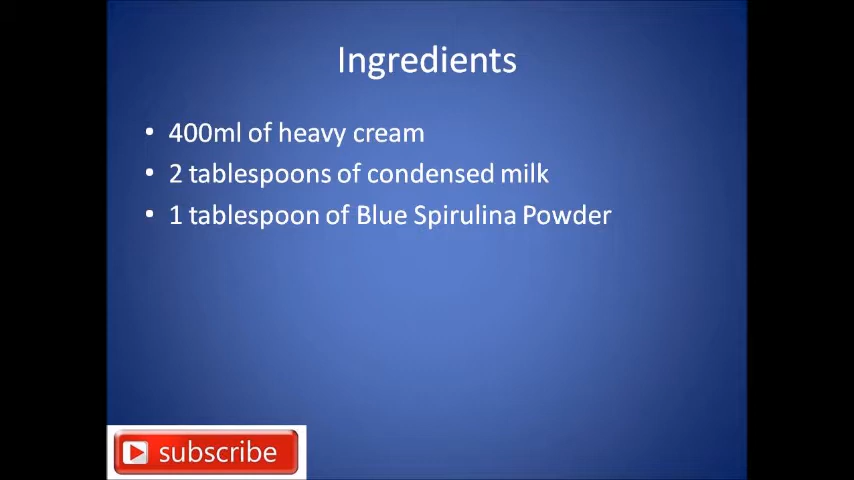 Ingredients
• 400ml of heavy cream
• 2 tablespoons of condensed milk
• 1 tablespoon of Blue Spirulina Powder
subscribe